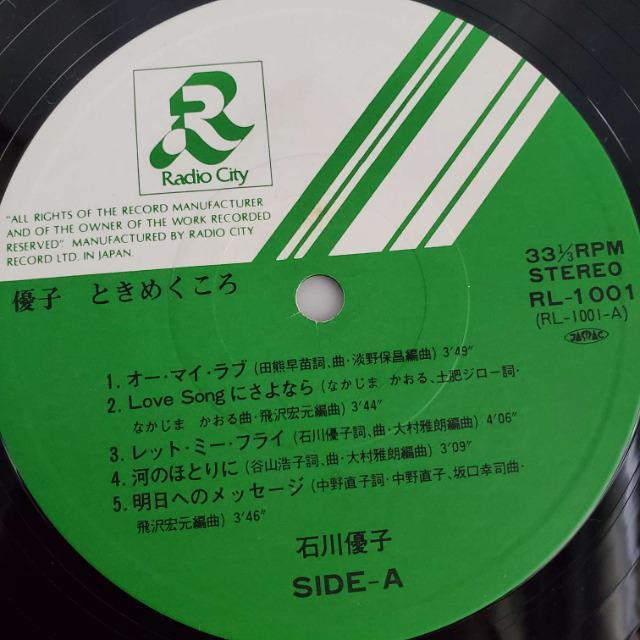 Radio City
"ALL RIGHTS OF THE RECORD MANUFACTURER
AND OF THE OWNER OF THE WORK RECORDED
RESERVED". MANUFACTURED BY RADIO CITY
RECORD LTD. IN JAPAN.
優子 ときめくころ
33 1/3 RPM
STEREO
RL-1001
(RL-1001-A)
JASRAC
1. オー・マイ・ラブ (田熊早苗詞、曲・淡野保昌編曲) 3'49"
2. Love Song にさよなら (なかじま かおる、土肥ジロー詞・
なかじま かおる曲・飛沢宏元編曲) 3'44"
3. レット・ミー・フライ (石川優子詞、曲・大村雅朗編曲) 4'06"
4. 河のほとりに (谷山浩子詞、曲・大村雅朗編曲) 3'09"
5. 明日へのメッセージ (中野直子詞・中野直子、坂口幸司曲・
飛沢宏元編曲) 3'46"
石川優子
SIDE-A